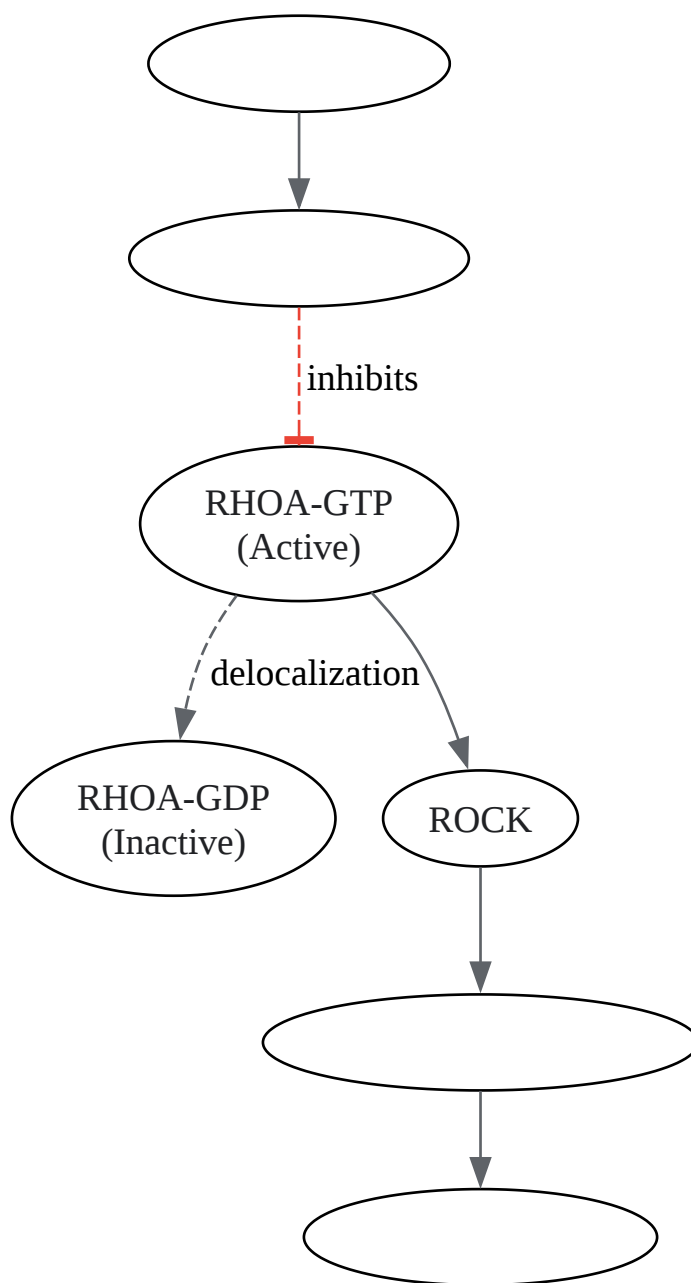 inhibits
RHOA-GTP
(Active)
delocalization
RHOA-GDP
(Inactive)
ROCK